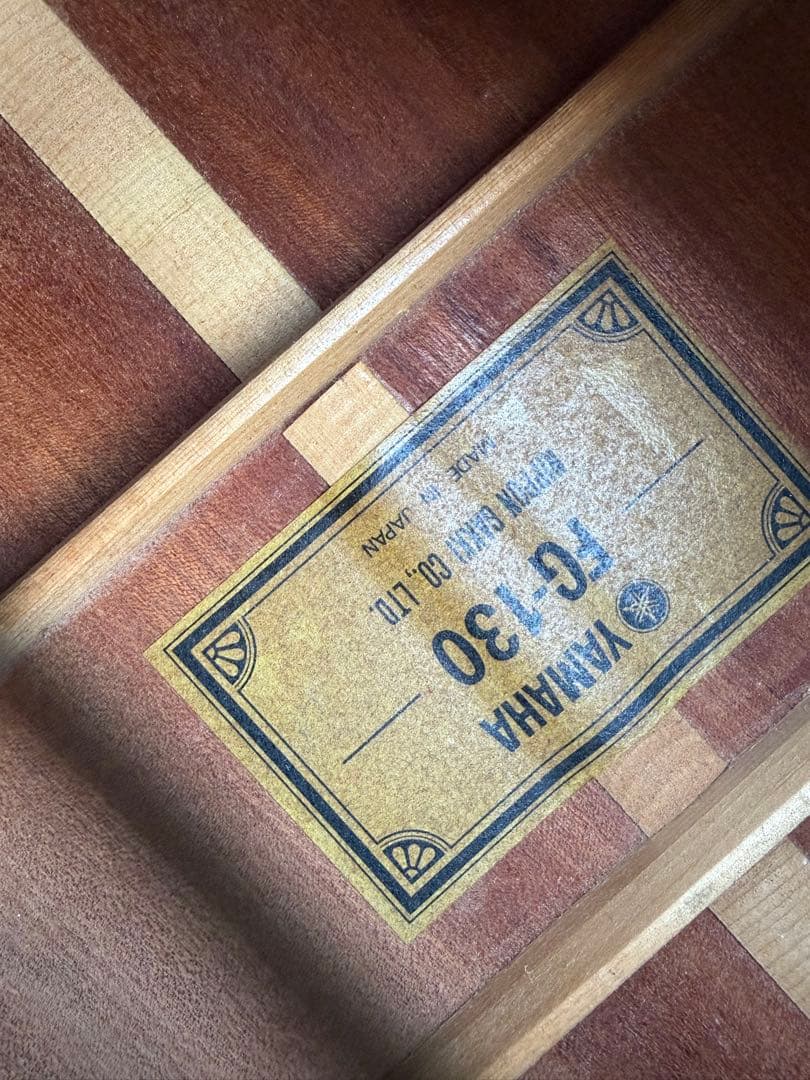 YAMAHA
FG-130
NIPPON GAKKI CO., LTD.
MADE IN JAPAN